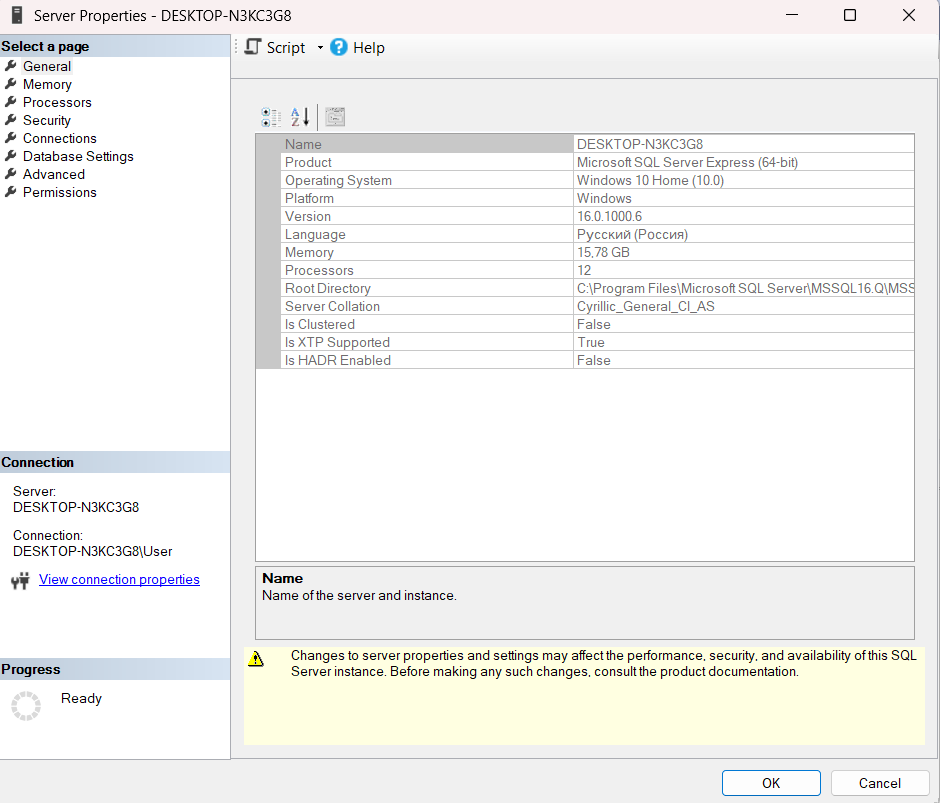 Server Properties - DESKTOP-N3KC3G8
Select a page
General
Memory
Processors
Security
Connections
Database Settings
Advanced
Permissions
Script
Help
Name DESKTOP-N3KC3G8
Product Microsoft SQL Server Express (64-bit)
Operating System Windows 10 Home (10.0)
Platform Windows
Version 16.0.1000.6
Language Русский (Россия)
Memory 15,78 GB
Processors 12
Root Directory C:\Program Files\Microsoft SQL Server\MSSQL16.Q\MSS
Server Collation Cyrillic_General_CI_AS
Is Clustered False
Is XTP Supported True
Is HADR Enabled False
Connection
Server:
DESKTOP-N3KC3G8
Connection:
DESKTOP-N3KC3G8\User
View connection properties
Name
Name of the server and instance.
Changes to server properties and settings may affect the performance, security, and availability of this SQL
Server instance. Before making any such changes, consult the product documentation.
Progress
Ready
OK
Cancel